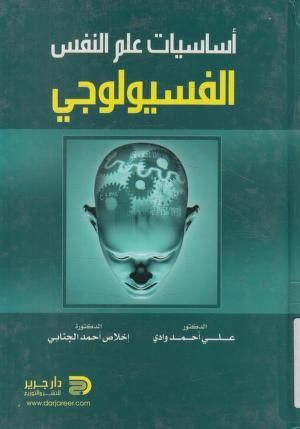 أساسيات علم النفس
الفسيولوجي
الدكتور
علي أحمد وادي
الدكتورة
إخلاص أحمد الجنابي
دار جرير
للنشر والتوزيع
www.darjareer.com